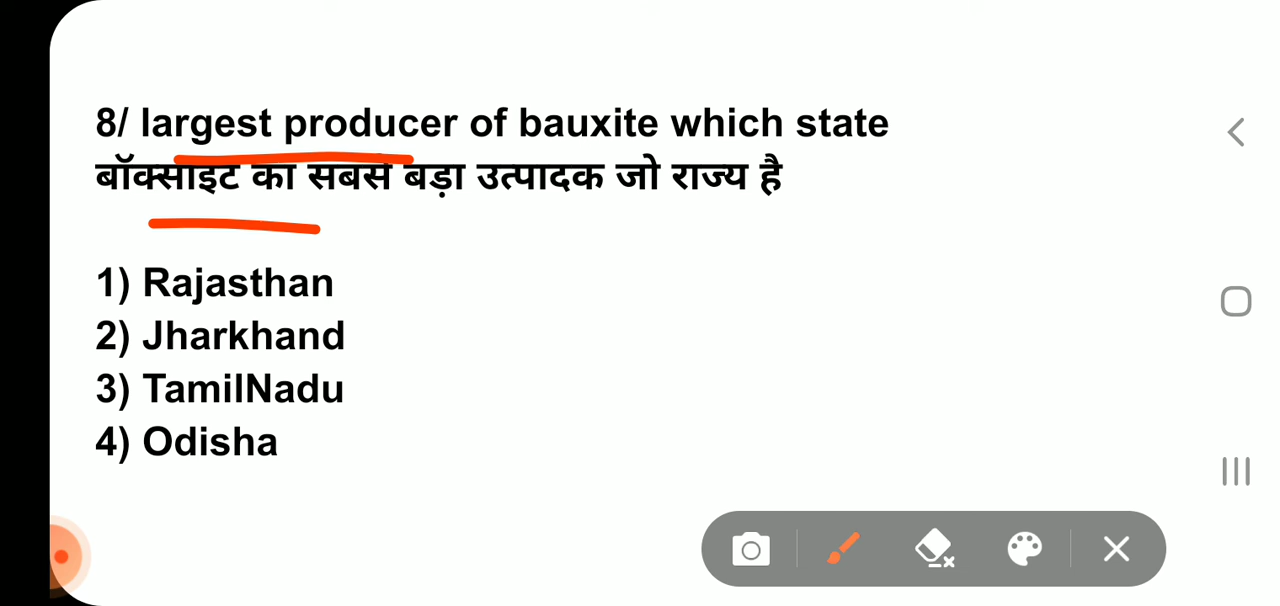 8/ largest producer of bauxite which state
बॉक्साइट का सबसे बड़ा उत्पादक जो राज्य है
1) Rajasthan
2) Jharkhand
3) TamilNadu
4) Odisha